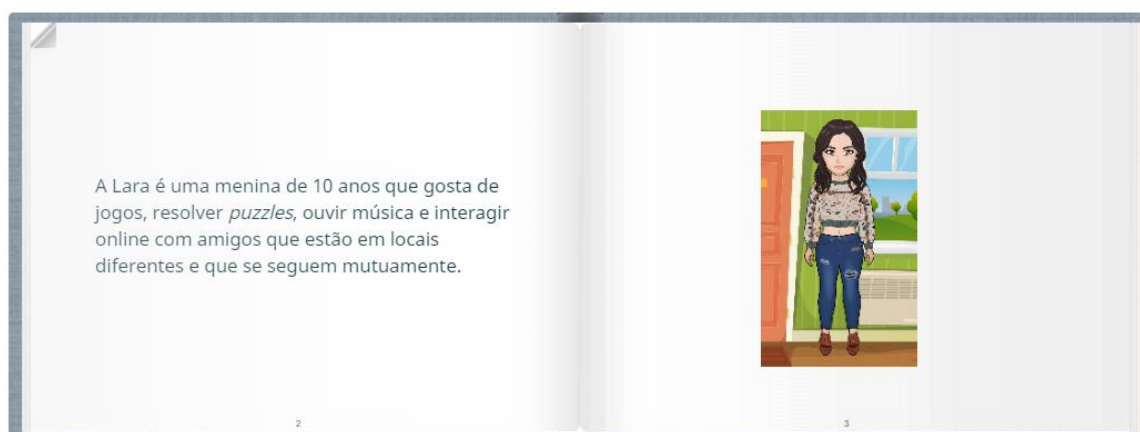 A Lara é uma menina de 10 anos que gosta de
jogos, resolver puzzles, ouvir música e interagir
online com amigos que estão em locais
diferentes e que se seguem mutuamente.
2
3